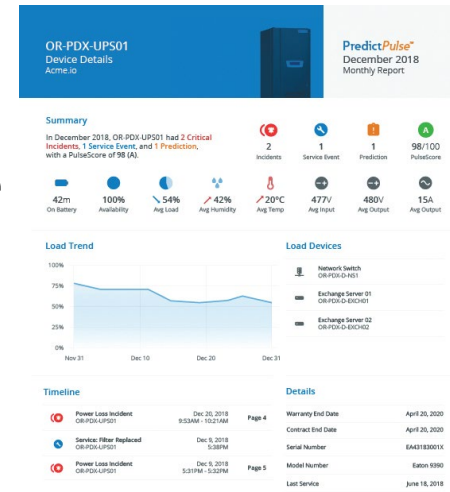 OR-PDX-UPS01
Device Details
Acme.io
PredictPulse™
December 2018
Monthly Report
Summary
In December 2018, OR-PDX-UPS01 had 2 Critical
Incidents, 1 Service Event, and 1 Prediction,
with a PulseScore of 98 (A).
2
Incidents
1
Service Event
1
Prediction
A
98/100
PulseScore
42m
On Battery
100%
Availability
54%
Avg Load
42%
Avg Humidity
20°C
Avg Temp
477V
Avg Input
480V
Avg Output
15A
Avg Output
Load Trend
100%
75%
50%
25%
0%
Nov 31
Dec 10
Dec 20
Dec 31
Load Devices
Network Switch
OR-PDX-D-NS1
Exchange Server 01
OR-PDX-D-EXCH01
Exchange Server 02
OR-PDX-D-EXCH02
Timeline
Power Loss Incident
OR-PDX-UPS01
Dec 20, 2018
9:53AM - 10:21AM
Page 4
Service: Filter Replaced
OR-PDX-UPS01
Dec 9, 2018
5:38PM
Power Loss Incident
OR-PDX-UPS01
Dec 9, 2018
5:31PM - 5:32PM
Page 5
Details
Warranty End Date April 20, 2020
Contract End Date April 20, 2020
Serial Number EA43183001X
Model Number Eaton 9390
Last Service June 18, 2018